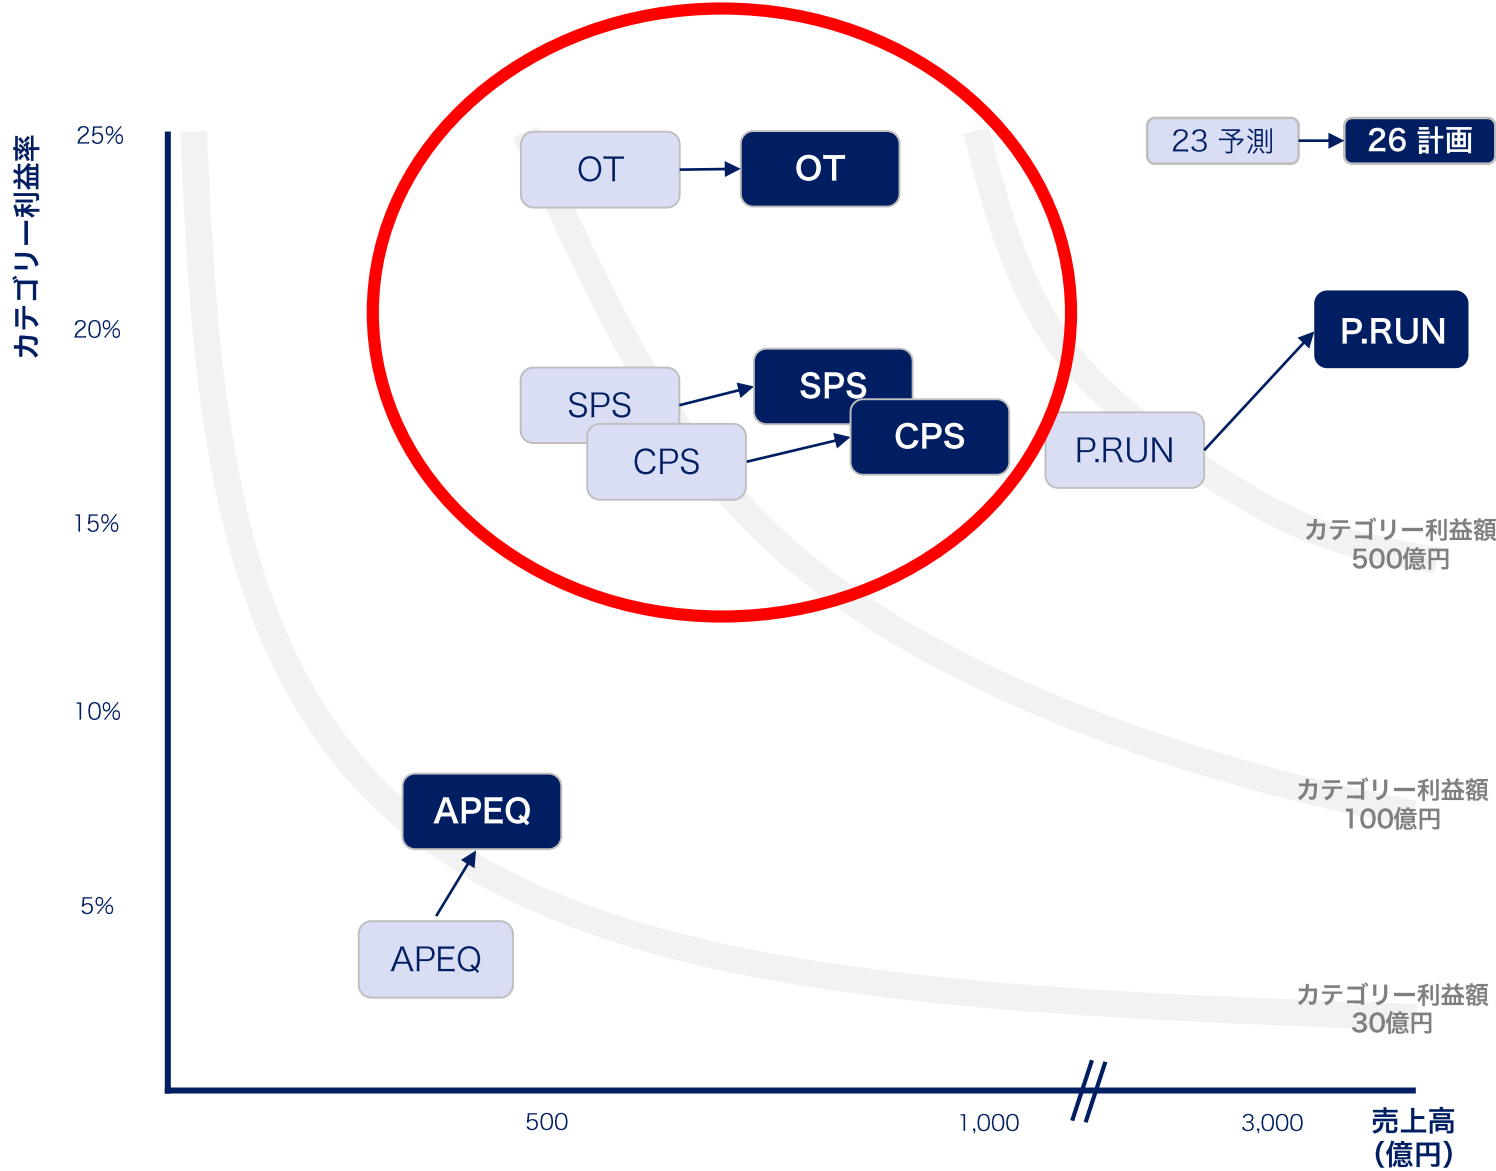 カテゴリー利益率
25%
20%
15%
10%
5%
23 予測
26 計画
OT
OT
P.RUN
SPS
SPS
CPS
CPS
P.RUN
カテゴリー利益額
500億円
カテゴリー利益額
100億円
APEQ
APEQ
カテゴリー利益額
30億円
500
1,000
3,000
売上高
(億円)